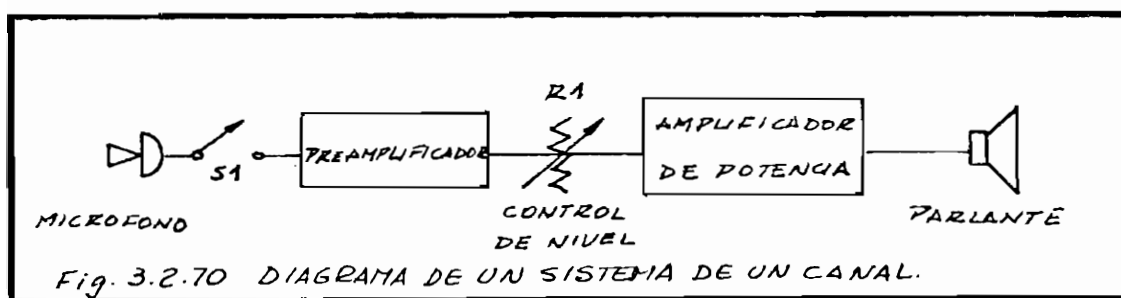 R1
S1
PREAMPLIFICADOR
AMPLIFICADOR
DE POTENCIA
MICROFONO
CONTROL
DE NIVEL
PARLANTE
Fig. 3.2.70 DIAGRAMA DE UN SISTEMA DE UN CANAL.